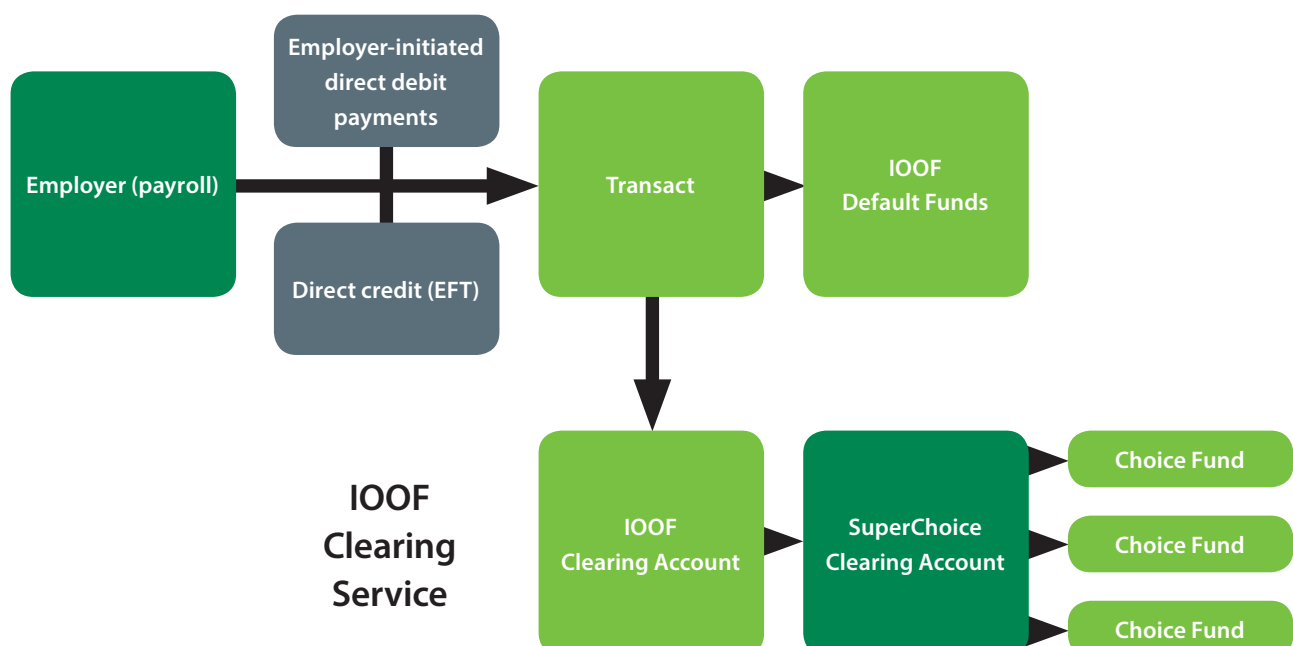 Employer-initiated
direct debit
payments
Employer (payroll)
Transact
IOOF
Default Funds
Direct credit (EFT)
IOOF
Clearing
Service
IOOF
Clearing Account
SuperChoice
Clearing Account
Choice Fund
Choice Fund
Choice Fund